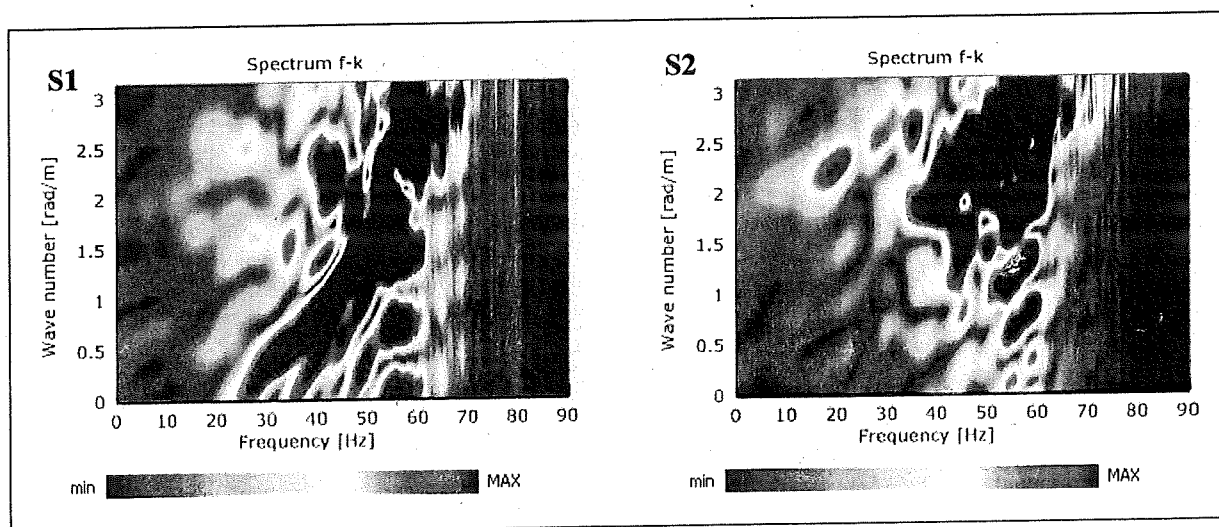 S1
Spectrum f-k
Wave number [rad/m]
3
2.5
2
1.5
1
0.5
0
0 10 20 30 40 50 60 70 80 90
Frequency [Hz]
min MAX
S2
Spectrum f-k
Wave number [rad/m]
3
2.5
2
1.5
1
0.5
0
0 10 20 30 40 50 60 70 80 90
Frequency [Hz]
min MAX